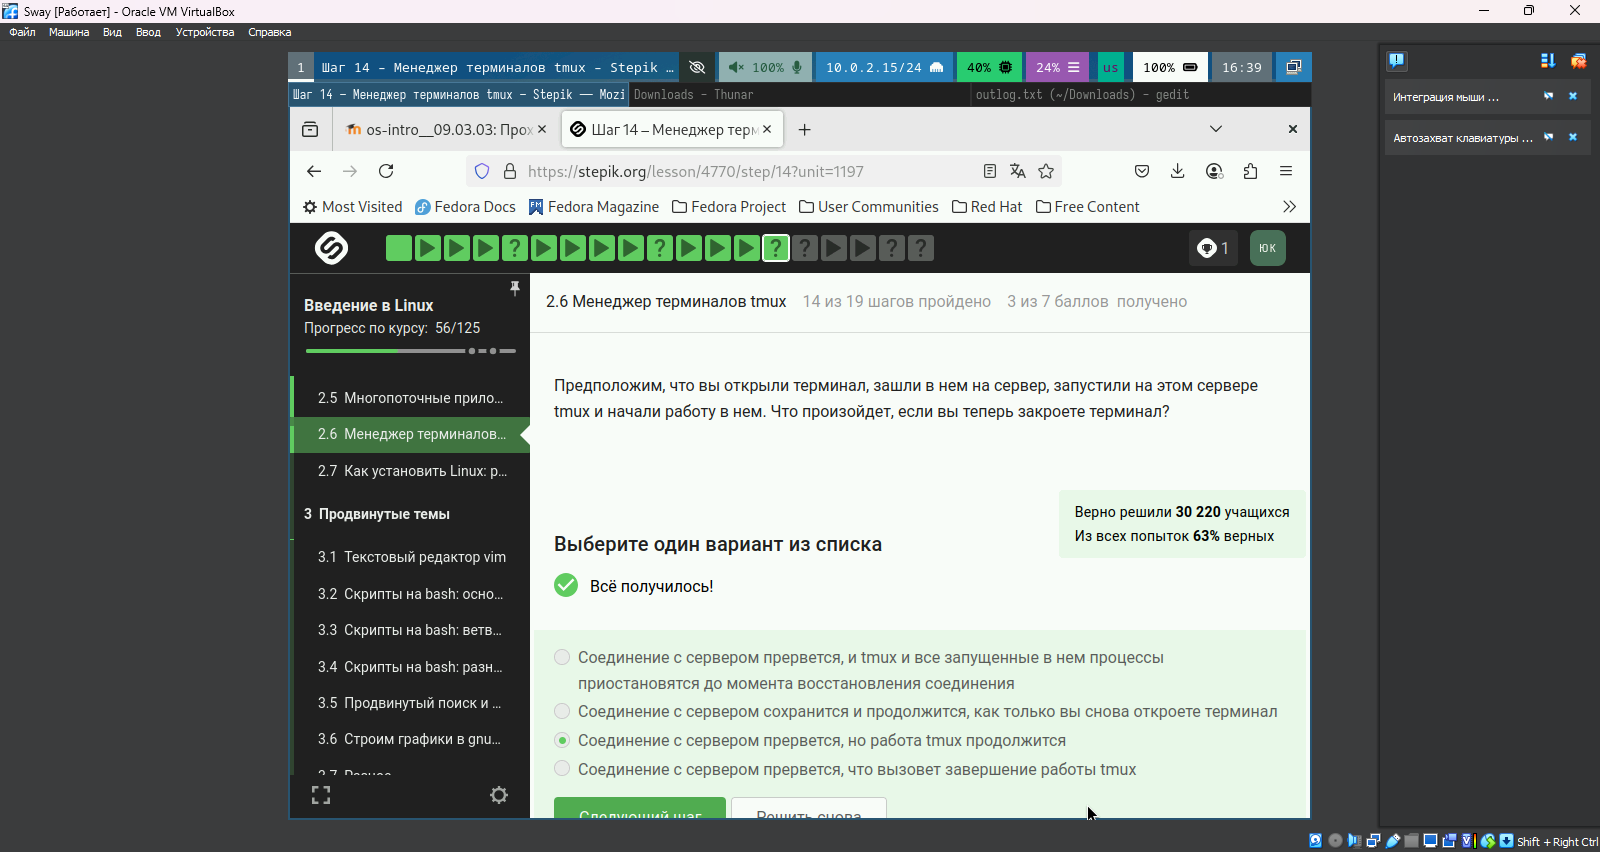 Sway [Работает] - Oracle VM VirtualBox
Файл Машина Вид Ввод Устройства Справка
1 Шаг 14 – Менеджер терминалов tmux – Stepik … 100% 10.0.2.15/24 40% 24% us 100% 16:39
Шаг 14 – Менеджер терминалов tmux – Stepik — Mozi Downloads – Thunar outlog.txt (~/Downloads) – gedit
os-intro__09.03.03: Прох Шаг 14 – Менеджер терм
https://stepik.org/lesson/4770/step/14?unit=1197
Most Visited Fedora Docs Fedora Magazine Fedora Project User Communities Red Hat Free Content
? ? ? ? ? ? 1 ЮК
Введение в Linux
Прогресс по курсу: 56/125
2.5 Многопоточные прило...
2.6 Менеджер терминалов...
2.7 Как установить Linux: р...
3 Продвинутые темы
3.1 Текстовый редактор vim
3.2 Скрипты на bash: осно...
3.3 Скрипты на bash: ветв...
3.4 Скрипты на bash: разн...
3.5 Продвинутый поиск и ...
3.6 Строим графики в gnu...
3.7 Разное
2.6 Менеджер терминалов tmux 14 из 19 шагов пройдено 3 из 7 баллов получено
Предположим, что вы открыли терминал, зашли в нем на сервер, запустили на этом сервере
tmux и начали работу в нем. Что произойдет, если вы теперь закроете терминал?
Верно решили 30 220 учащихся
Из всех попыток 63% верных
Выберите один вариант из списка
Всё получилось!
Соединение с сервером прервется, и tmux и все запущенные в нем процессы
приостановятся до момента восстановления соединения
Соединение с сервером сохранится и продолжится, как только вы снова откроете терминал
Соединение с сервером прервется, но работа tmux продолжится
Соединение с сервером прервется, что вызовет завершение работы tmux
Следующий шаг Решить снова
Интеграция мыши ...
Автозахват клавиатуры ...
Shift + Right Ctrl